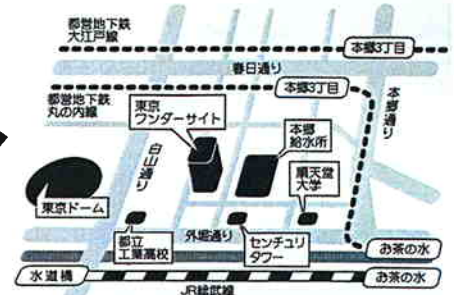 都営地下鉄
大江戸線
本郷3丁目
春日通り
都営地下鉄
丸の内線
本郷3丁目
東京
ワンダーサイト
本郷通り
白山通り
本郷
給水所
順天堂
大学
東京ドーム
都立
工業高校
外堀通り
センチュリ
タワー
お茶の水
水道橋
お茶の水
JR総武線